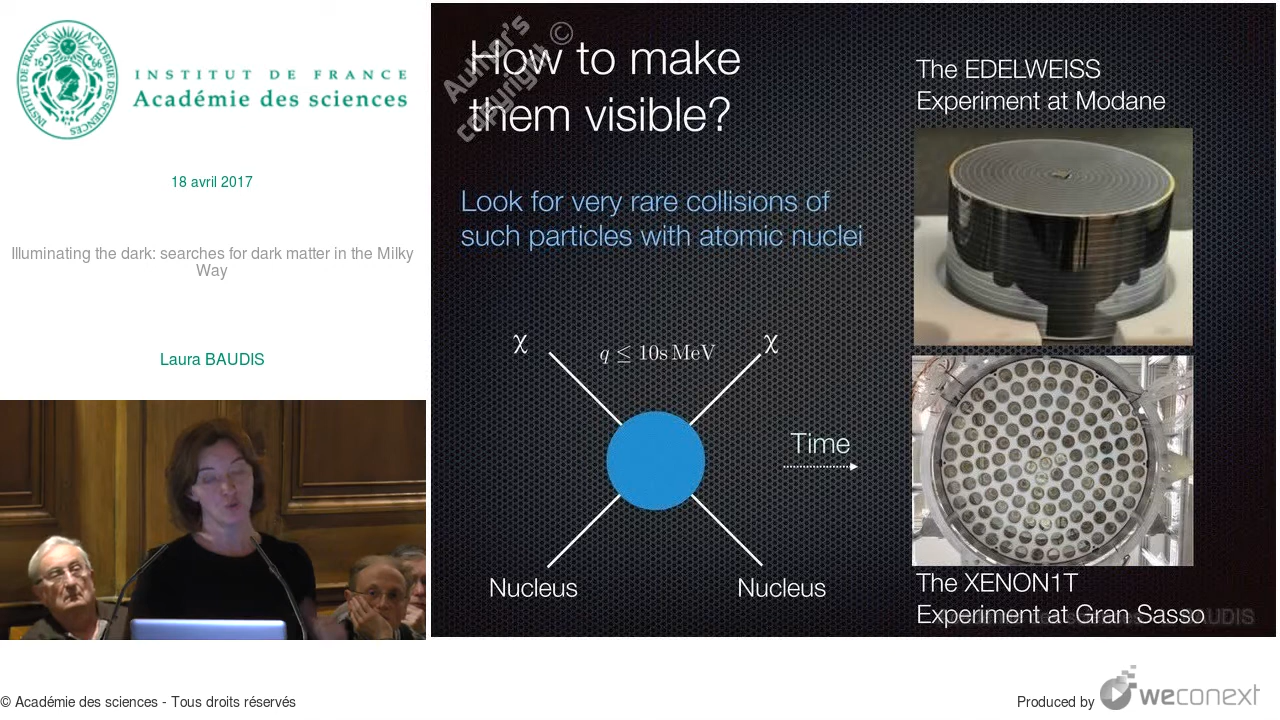 INSTITUT DE FRANCE
Académie des sciences
18 avril 2017
Illuminating the dark: searches for dark matter in the Milky
Way
Laura BAUDIS
Author's
copyright ©
How to make
them visible?
Look for very rare collisions of
such particles with atomic nuclei
χ
q ≤ 10s MeV
χ
Time
Nucleus
Nucleus
The EDELWEISS
Experiment at Modane
The XENON1T
Experiment at Gran Sasso
BAUDIS
© Académie des sciences - Tous droits réservés
Produced by
weconext